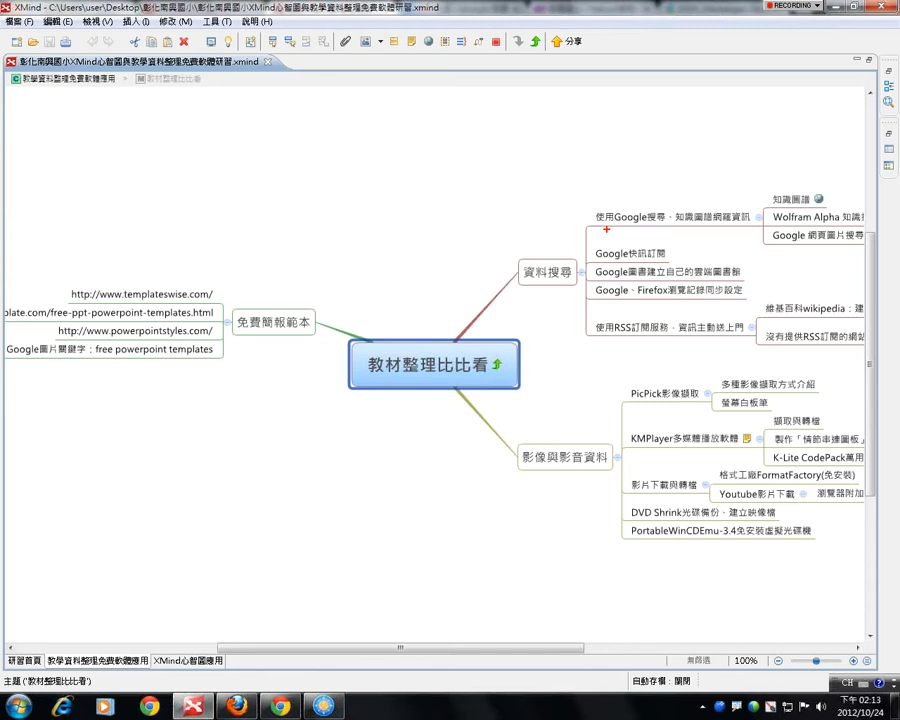 XMind - C:\Users\user\Desktop\彰化南興國小\彰化南興國小XMind心智圖與教學資料整理免費軟體研習.xmind
RECORDING
檔案(F) 編輯(E) 檢視(V) 插入(I) 修改(M) 工具(T) 說明(H)
分享
彰化南興國小XMind心智圖與教學資料整理免費軟體研習.xmind
教學資料整理免費軟體應用 > 教材整理比比看
知識圖譜
使用Google搜尋、知識圖譜網羅資訊
Wolfram Alpha 知識
Google 網頁圖片搜尋
Google快訊訂閱
資料搜尋
Google圖書建立自己的雲端圖書館
Google、Firefox瀏覽記錄同步設定
維基百科wikipedia：建
使用RSS訂閱服務、資訊主動送上門
沒有提供RSS訂閱的網站
http://www.templateswise.com/
plate.com/free-ppt-powerpoint-templates.html
免費簡報範本
http://www.powerpointstyles.com/
Google圖片關鍵字：free powerpoint templates
教材整理比比看
多種影像擷取方式介紹
PicPick影像擷取
螢幕白板筆
擷取與轉檔
KMPlayer多媒體播放軟體
製作「情節串連圖板」
影像與影音資料
K-Lite CodePack萬用
格式工廠FormatFactory(免安裝)
影片下載與轉檔
Youtube影片下載
瀏覽器附加
DVD Shrink光碟備份、建立映像檔
PortableWinCDEmu-3.4免安裝虛擬光碟機
研習首頁 教學資料整理免費軟體應用 XMind心智圖應用
無篩選 100%
主題 ('教材整理比比看')
自動存檔：關閉
CH
下午 02:13
2012/10/24